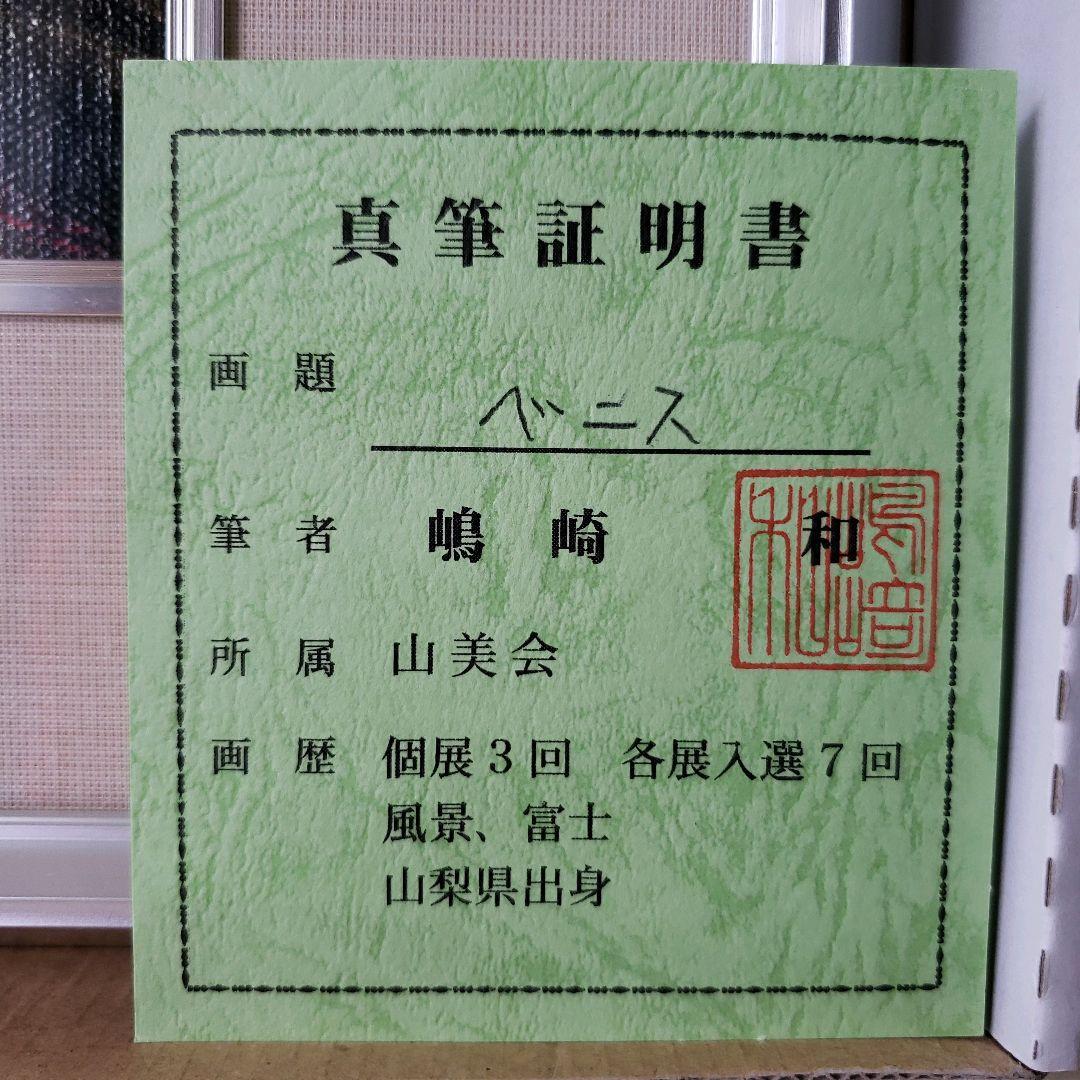 真筆証明書
画題 ベニス
筆者 嶋崎 和
所属 山美会
画歴 個展3回 各展入選7回
風景、富士
山梨県出身